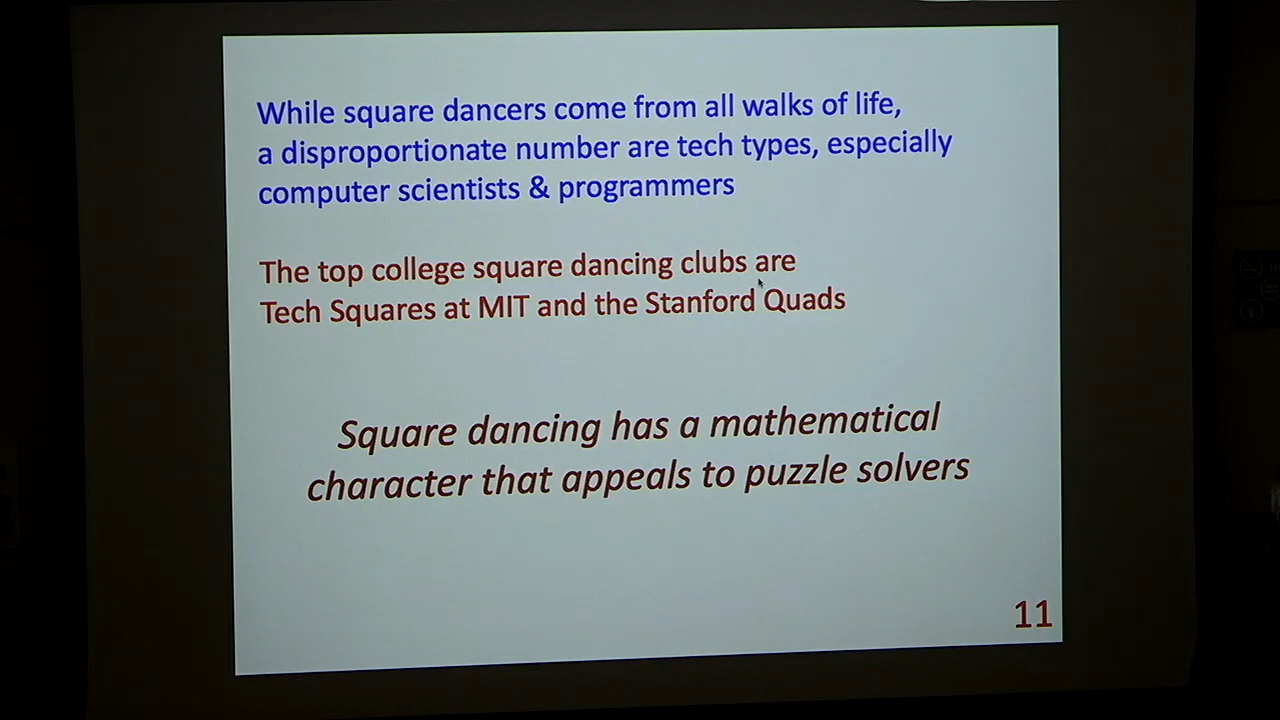 While square dancers come from all walks of life,
a disproportionate number are tech types, especially
computer scientists & programmers
The top college square dancing clubs are
Tech Squares at MIT and the Stanford Quads
Square dancing has a mathematical
character that appeals to puzzle solvers
11